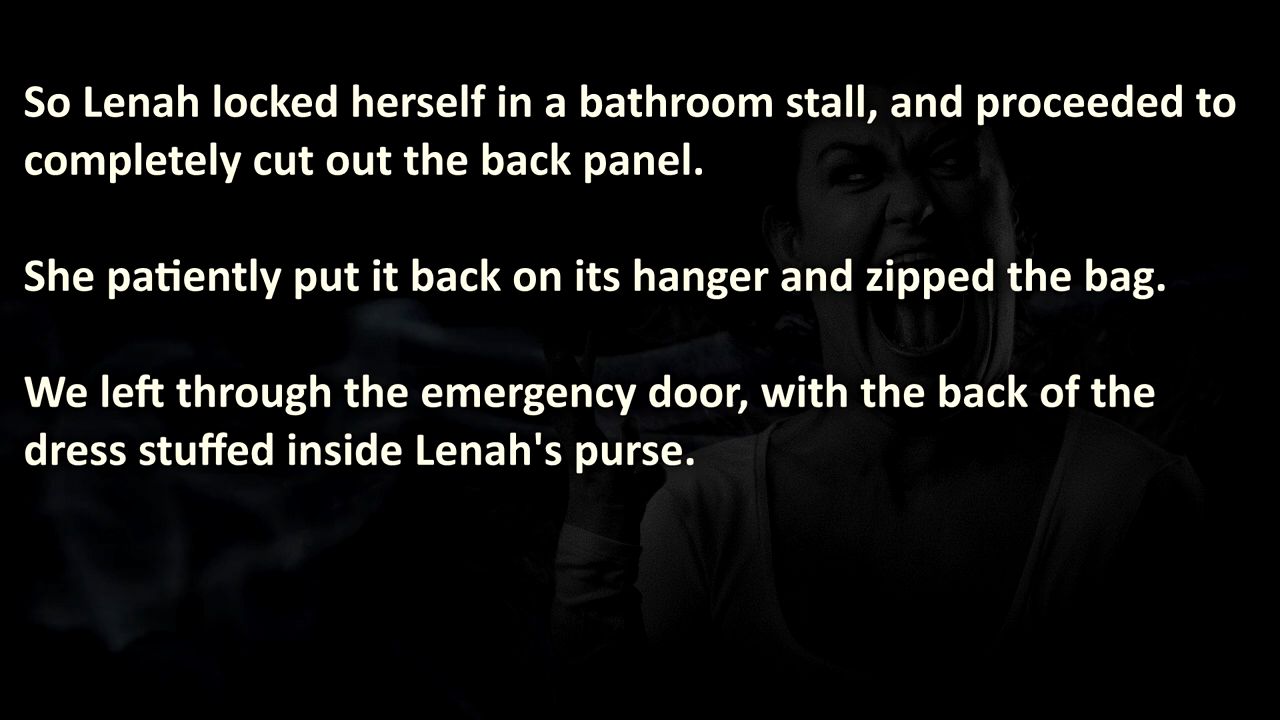 So Lenah locked herself in a bathroom stall, and proceeded to
completely cut out the back panel.
She patiently put it back on its hanger and zipped the bag.
We left through the emergency door, with the back of the
dress stuffed inside Lenah's purse.